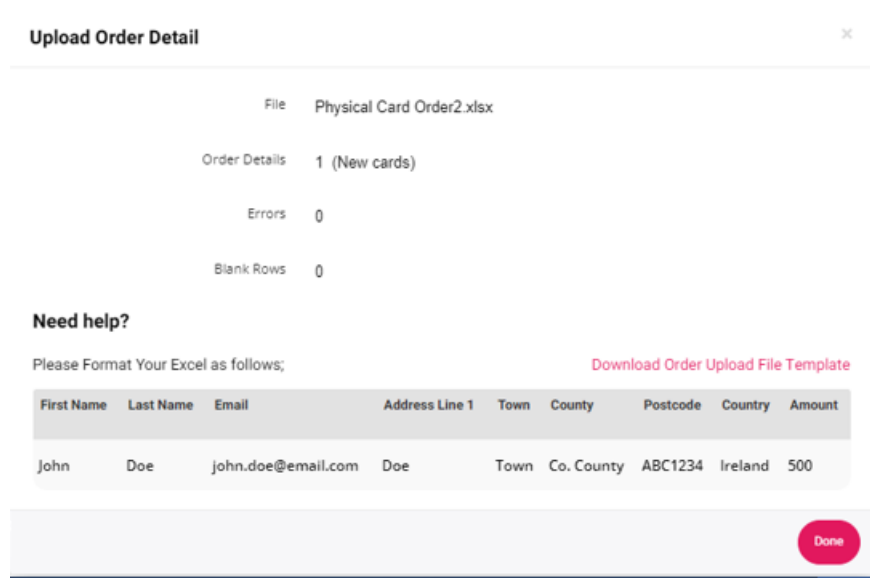 Upload Order Detail ×
File Physical Card Order2.xlsx
Order Details 1 (New cards)
Errors 0
Blank Rows 0
Need help?
Please Format Your Excel as follows; Download Order Upload File Template
First Name Last Name Email Address Line 1 Town County Postcode Country Amount
John Doe john.doe@email.com Doe Town Co. County ABC1234 Ireland 500
Done